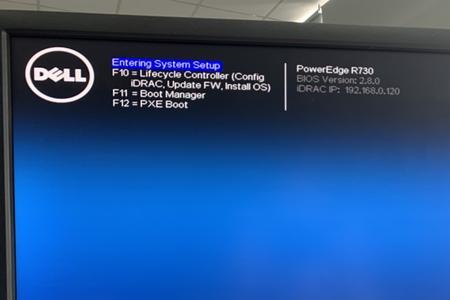 DELL
Entering System Setup
F10 = Lifecycle Controller (Config
iDRAC, Update FW, Install OS)
F11 = Boot Manager
F12 = PXE Boot
PowerEdge R730
BIOS Version: 2.8.0
iDRAC IP: 192.168.0.120